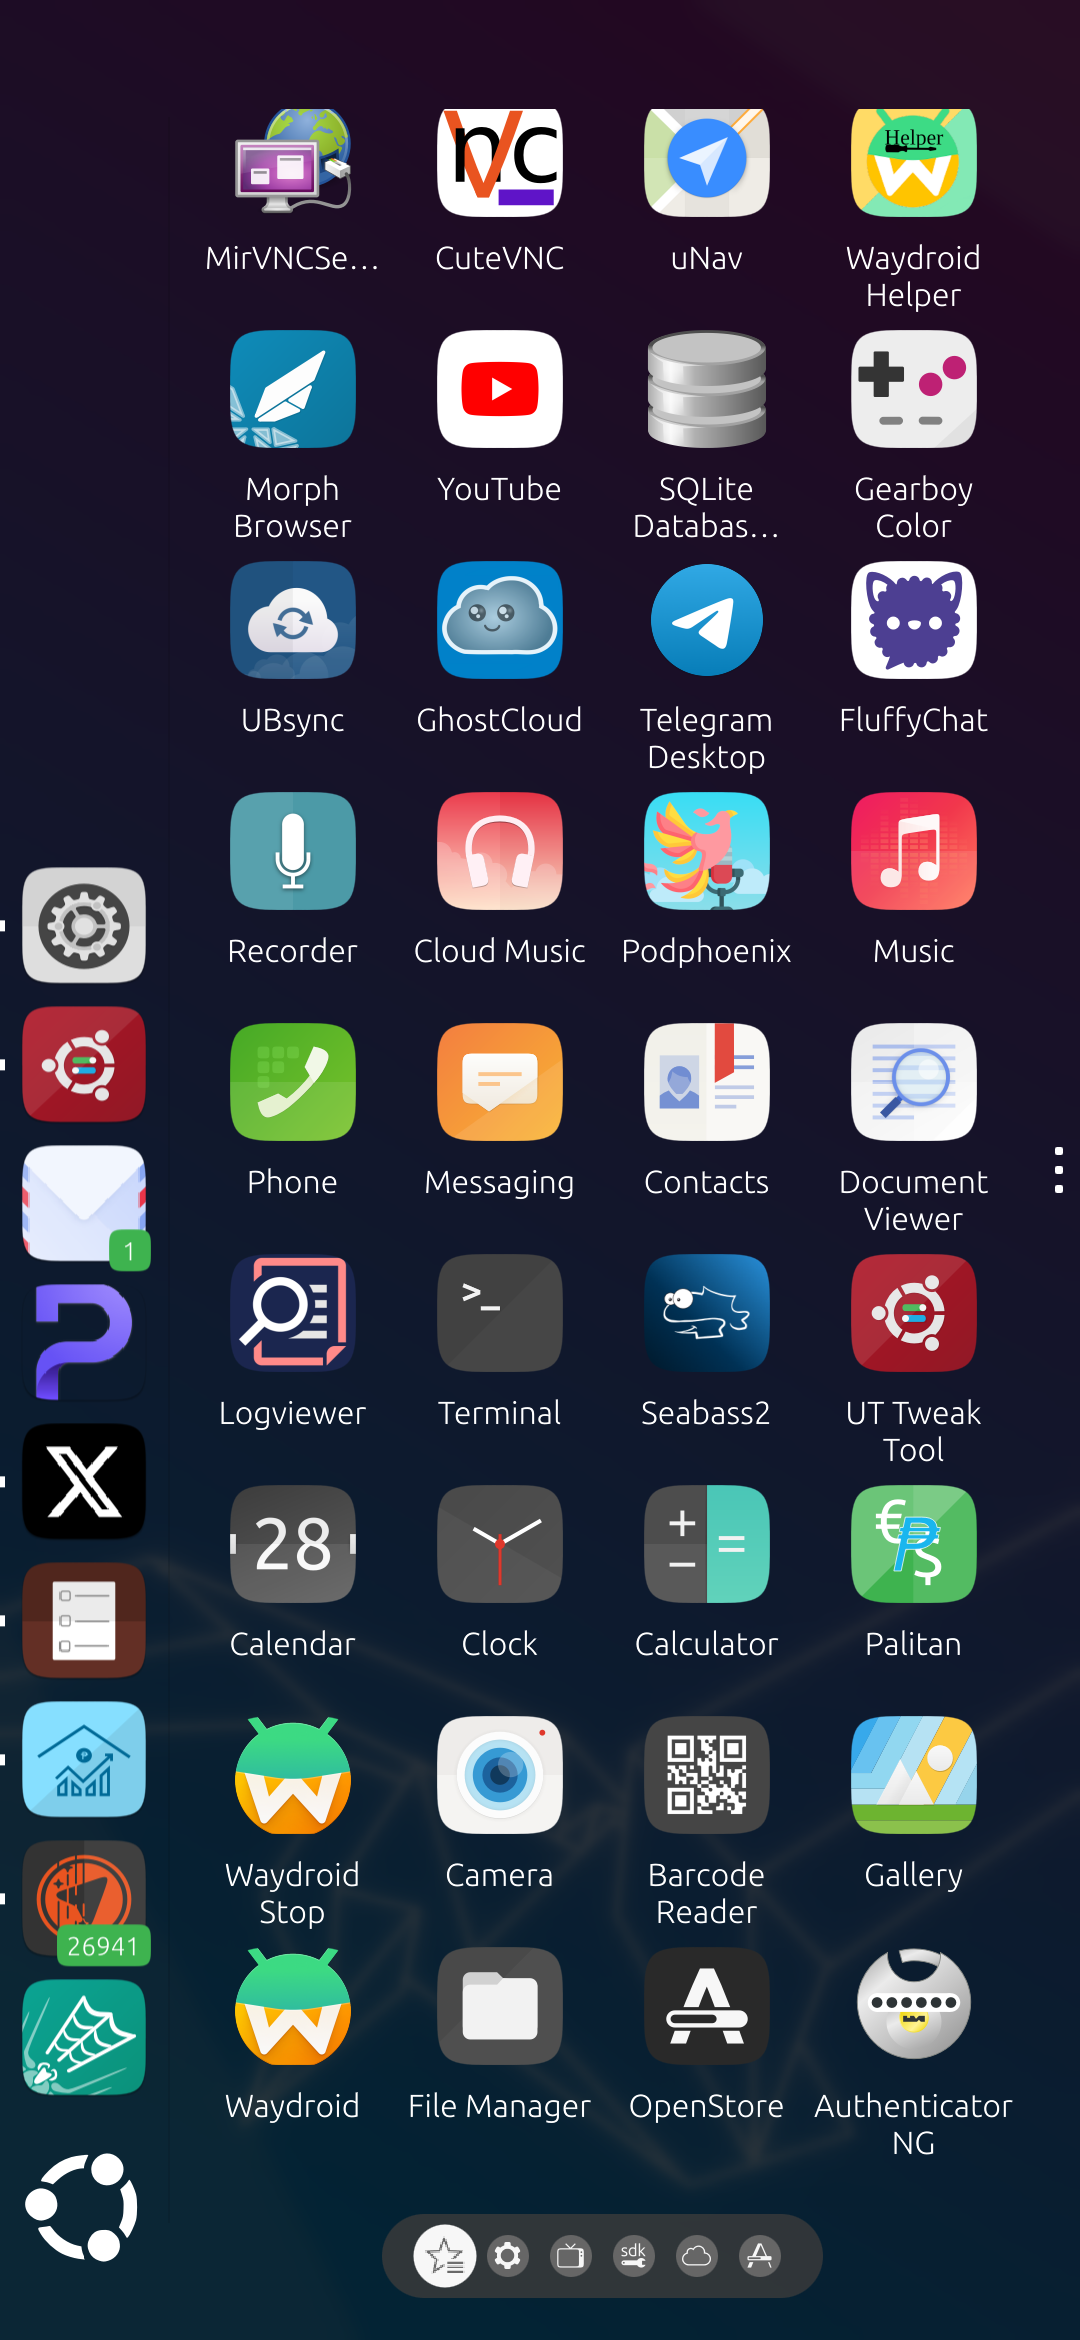 Vnc
Helper
MirVNCSe...
CuteVNC
uNav
Waydroid
Helper
Morph
Browser
YouTube
SQLite
Databas...
Gearboy
Color
UBsync
GhostCloud
Telegram
Desktop
FluffyChat
Recorder
Cloud Music
Podphoenix
Music
Phone
Messaging
Contacts
Document
Viewer
1
>_
Logviewer
Terminal
Seabass2
UT Tweak
Tool
X
28
+
−
=
€
₱
$
Calendar
Clock
Calculator
Palitan
Waydroid
Stop
Camera
Barcode
Reader
Gallery
26941
Waydroid
File Manager
OpenStore
Authenticator
NG
sdk